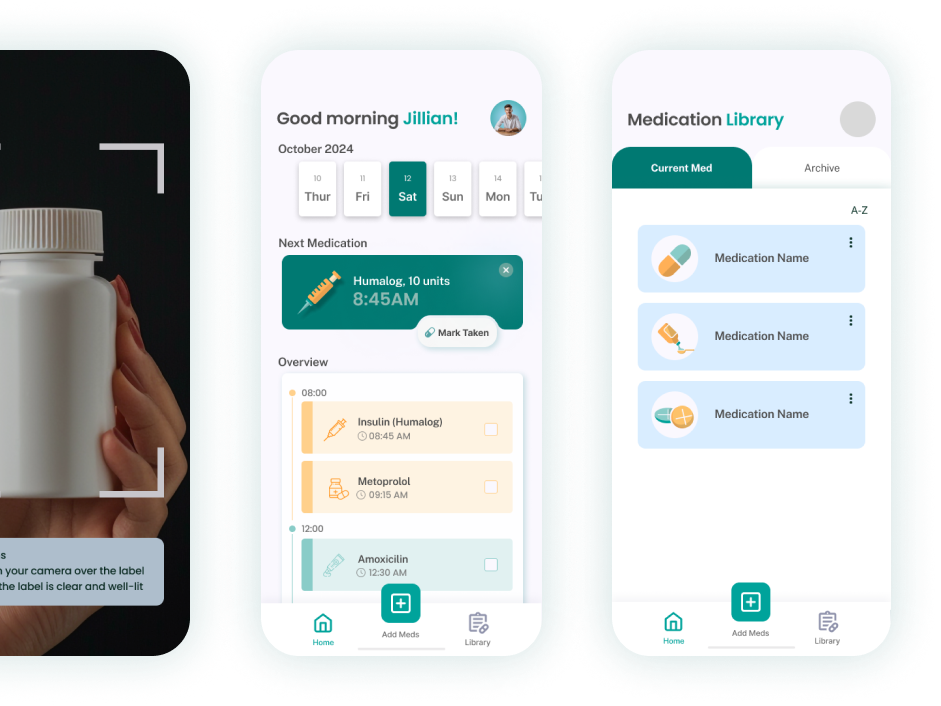 s
your camera over the label
the label is clear and well-lit
Good morning Jillian!
October 2024
10 11 12 13 14
Thur Fri Sat Sun Mon Tu
Next Medication
Humalog, 10 units
8:45AM
Mark Taken
Overview
08:00
Insulin (Humalog)
08:45 AM
Metoprolol
09:15 AM
12:00
Amoxicilin
12:30 AM
Home
Add Meds
Library
Medication Library
Current Med
Archive
A-Z
Medication Name
Medication Name
Medication Name
Home
Add Meds
Library